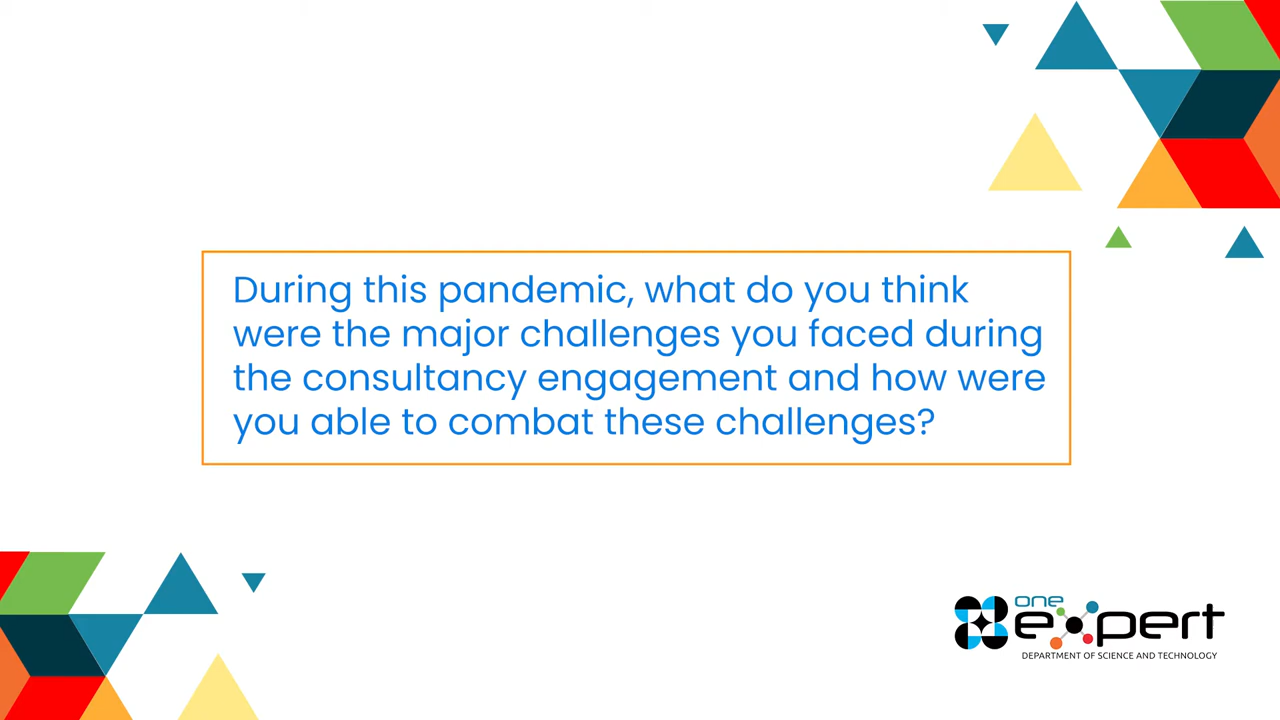 During this pandemic, what do you think
were the major challenges you faced during
the consultancy engagement and how were
you able to combat these challenges?
one
expert
DEPARTMENT OF SCIENCE AND TECHNOLOGY